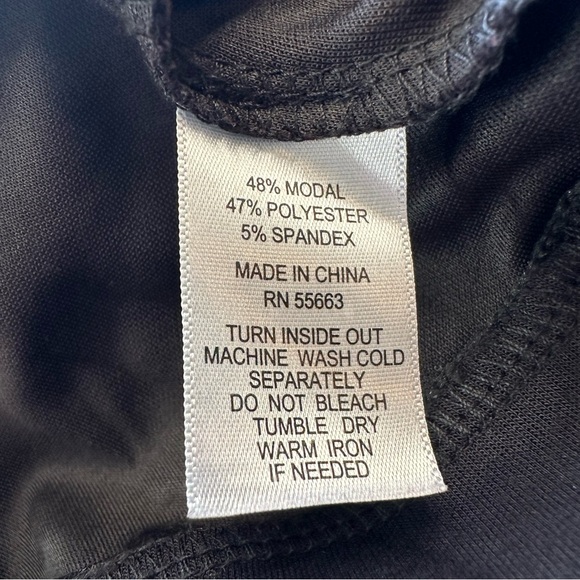 48% MODAL
47% POLYESTER
5% SPANDEX
MADE IN CHINA
RN 55663
TURN INSIDE OUT
MACHINE WASH COLD
SEPARATELY
DO NOT BLEACH
TUMBLE DRY
WARM IRON
IF NEEDED